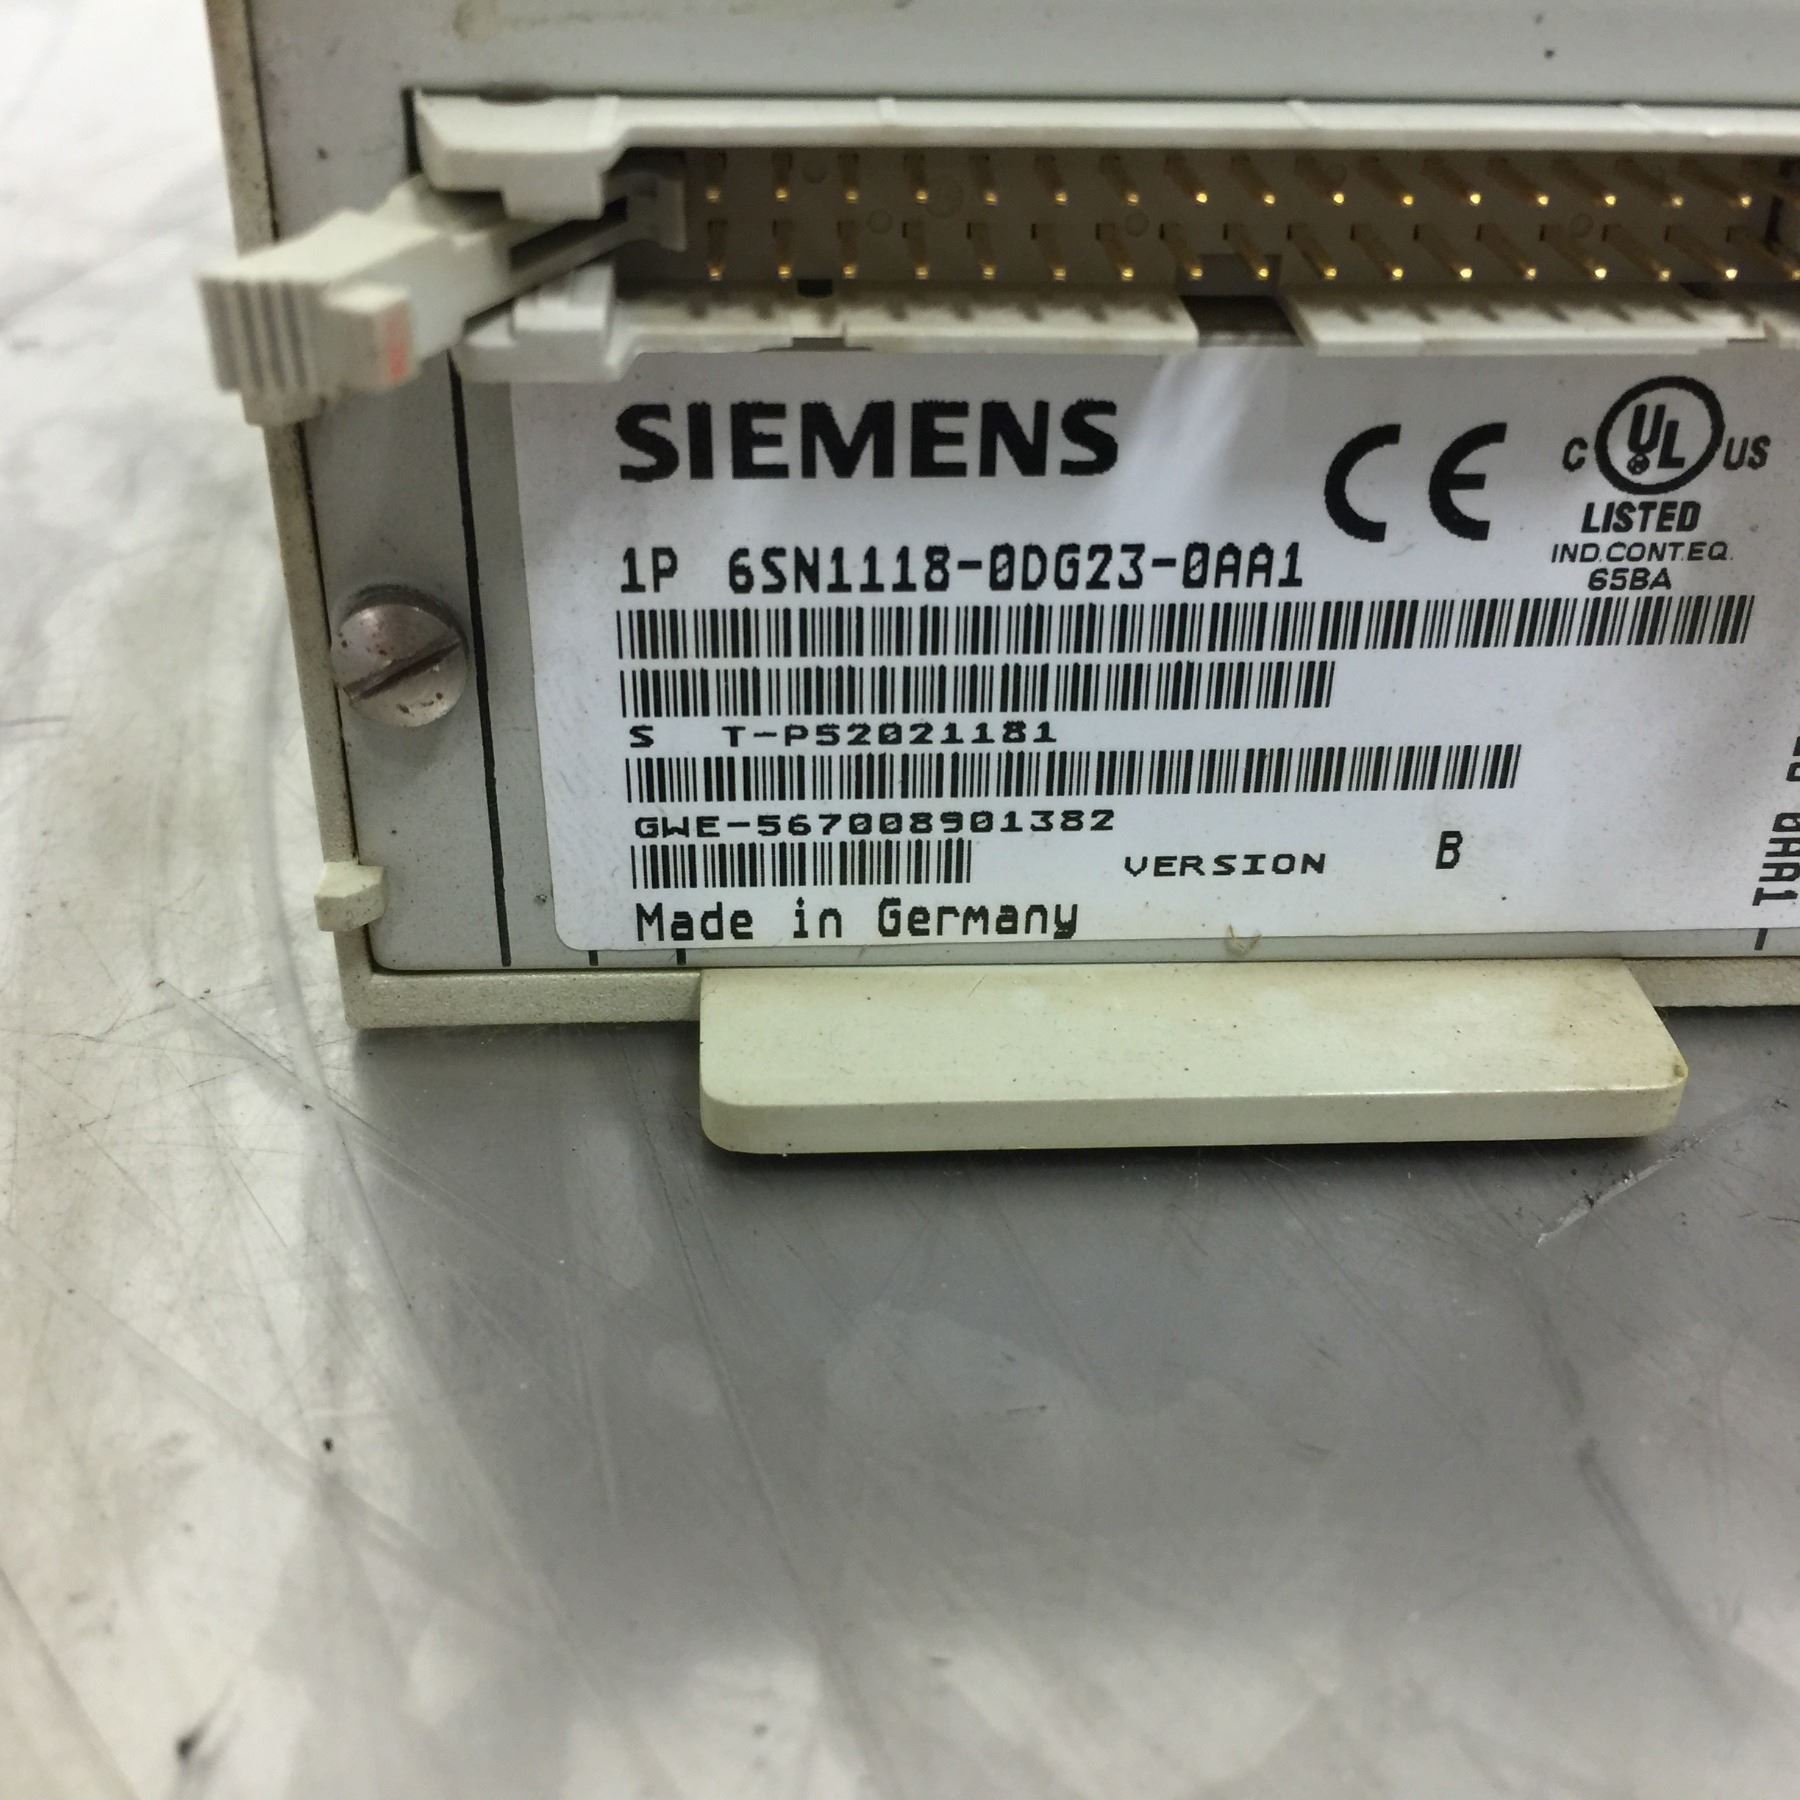 SIEMENS
CE
C UL US
LISTED
IND.CONT.EQ.
65BA
1P 6SN1118-0DG23-0AA1
S T-P52021181
GWE-567008901382
VERSION B
Made in Germany
0AA1